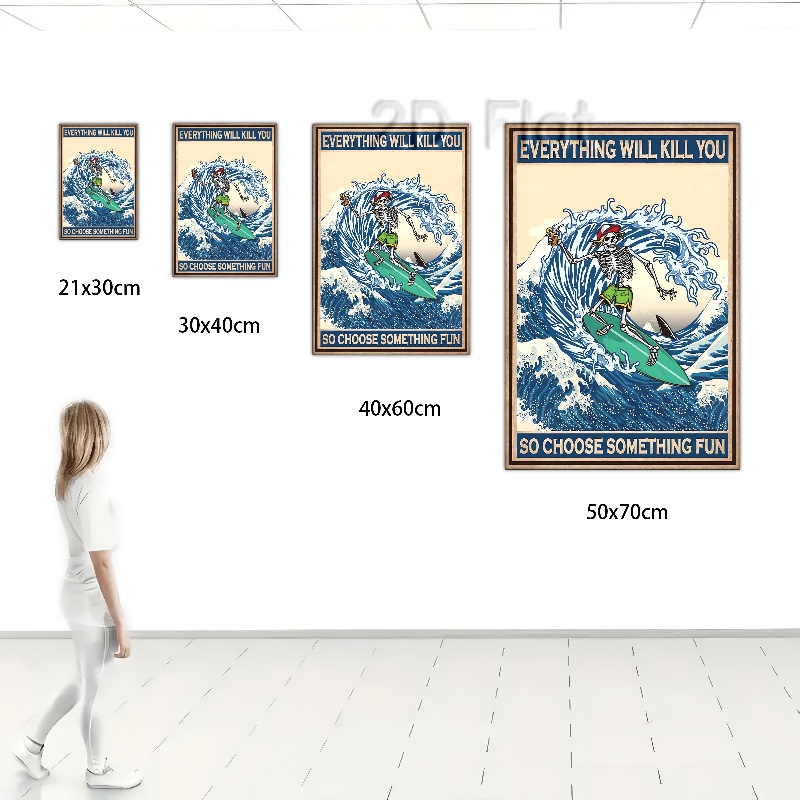 2D Flat
EVERYTHING WILL KILL YOU
SO CHOOSE SOMETHING FUN
21x30cm
EVERYTHING WILL KILL YOU
SO CHOOSE SOMETHING FUN
30x40cm
EVERYTHING WILL KILL YOU
SO CHOOSE SOMETHING FUN
40x60cm
EVERYTHING WILL KILL YOU
SO CHOOSE SOMETHING FUN
50x70cm